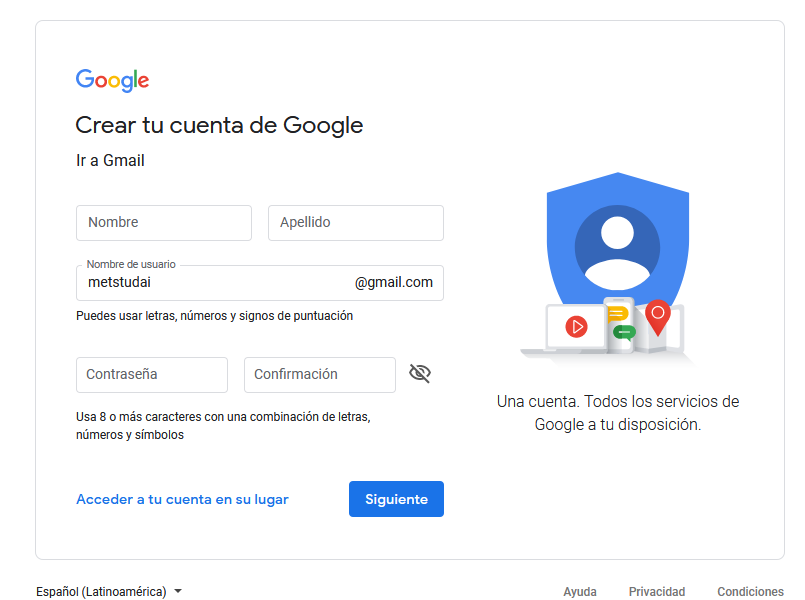 Google
Crear tu cuenta de Google
Ir a Gmail
Nombre
Apellido
Nombre de usuario
metstudai
@gmail.com
Puedes usar letras, números y signos de puntuación
Contraseña
Confirmación
Usa 8 o más caracteres con una combinación de letras,
números y símbolos
Acceder a tu cuenta en su lugar
Siguiente
Una cuenta. Todos los servicios de
Google a tu disposición.
Español (Latinoamérica)
Ayuda
Privacidad
Condiciones